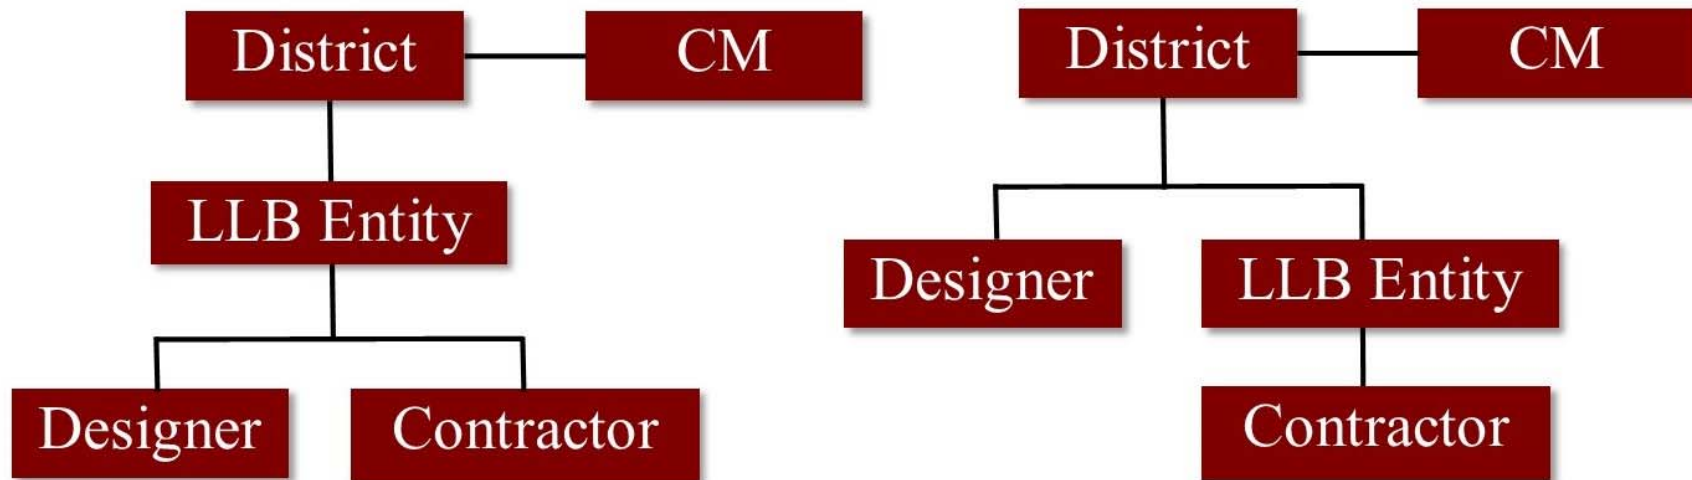 District
CM
LLB Entity
Designer
Contractor
District
CM
Designer
LLB Entity
Contractor